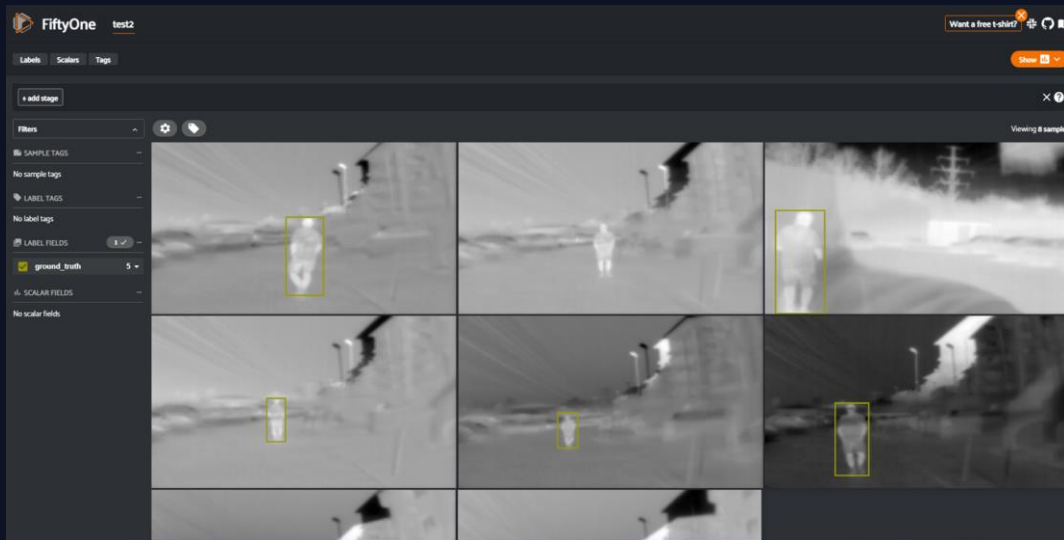 FiftyOne test2 Want a free t-shirt?
Labels Scalars Tags Show
+ add stage
Filters Viewing 8 sample
SAMPLE TAGS
No sample tags
LABEL TAGS
No label tags
LABEL FIELDS 1
ground_truth 5
SCALAR FIELDS
No scalar fields